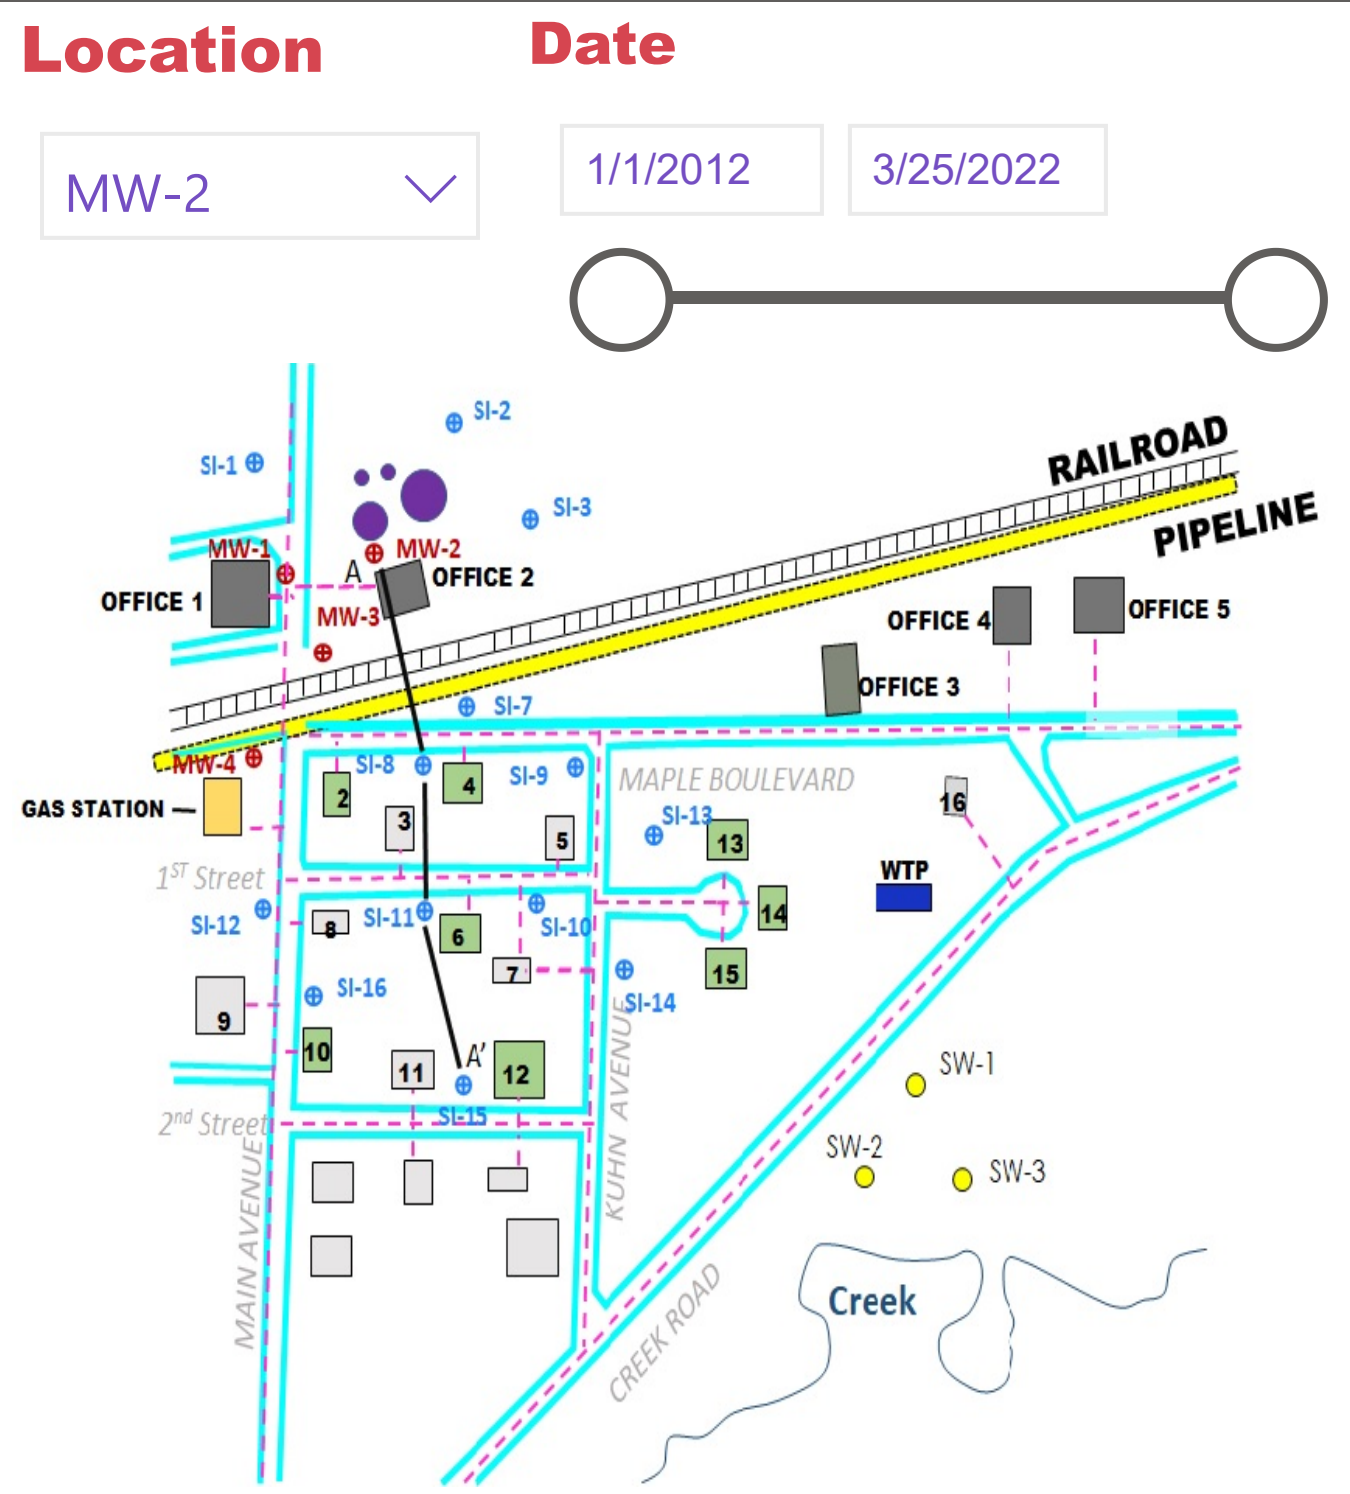 Location
Date
MW-2
1/1/2012
3/25/2022
SI-2
SI-1
SI-3
RAILROAD
PIPELINE
MW-1
MW-2
A
OFFICE 2
OFFICE 1
MW-3
OFFICE 4
OFFICE 5
OFFICE 3
SI-7
MW-4
SI-8
SI-9
MAPLE BOULEVARD
GAS STATION
2
4
3
5
SI-13
13
16
WTP
1ST Street
SI-12
8
SI-11
6
SI-10
14
7
15
SI-16
SI-14
9
10
11
A'
12
SI-15
2nd Street
KUHN AVENUE
MAIN AVENUE
SW-1
SW-2
SW-3
Creek
CREEK ROAD